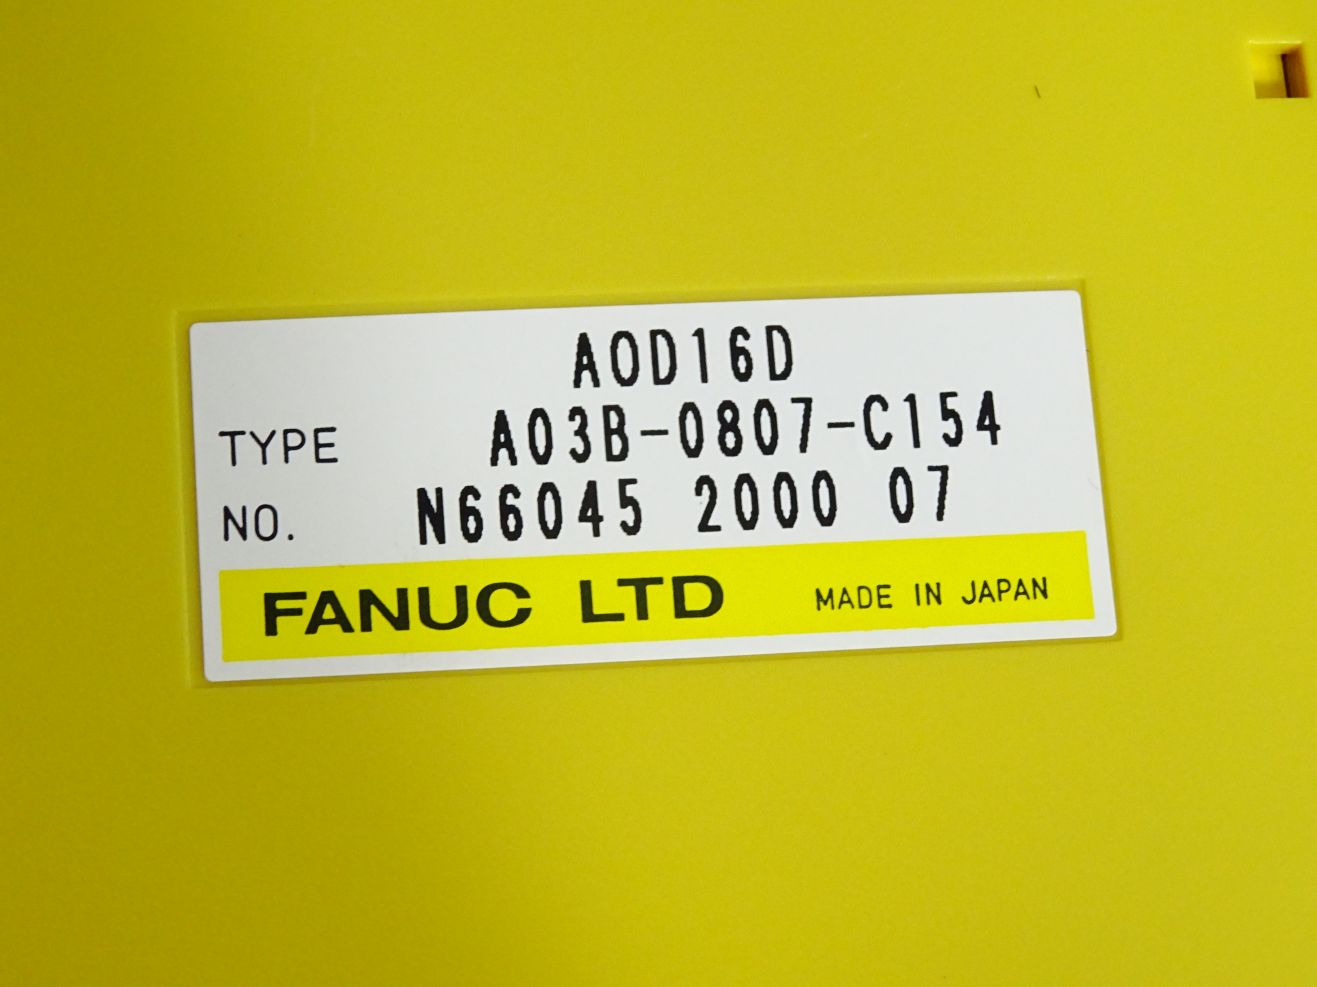 AOD16D
TYPE A03B-0807-C154
NO. N66045 2000 07
FANUC LTD MADE IN JAPAN